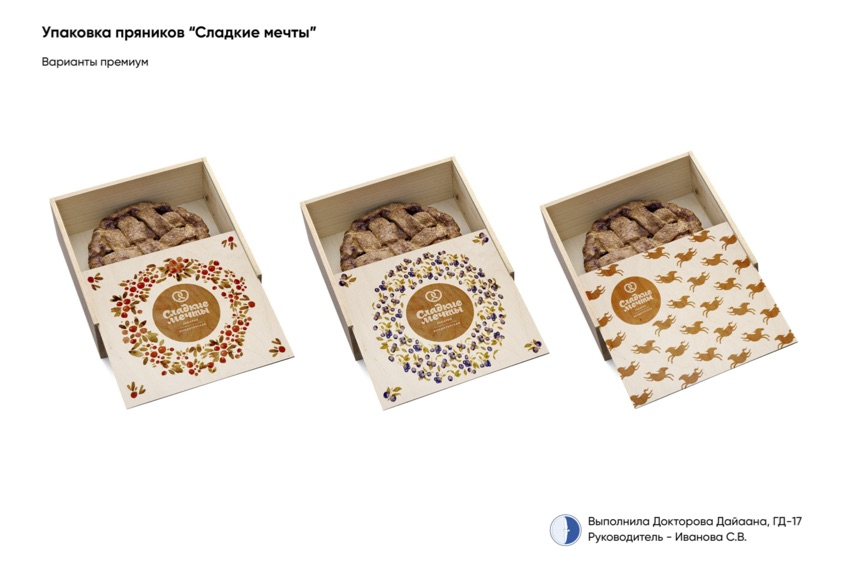 Упаковка пряников “Сладкие мечты”
Варианты премиум
Сладкие
мечты
Сладкие
мечты
Сладкие
мечты
Выполнила Докторова Дайаана, ГД-17
Руководитель - Иванова С.В.